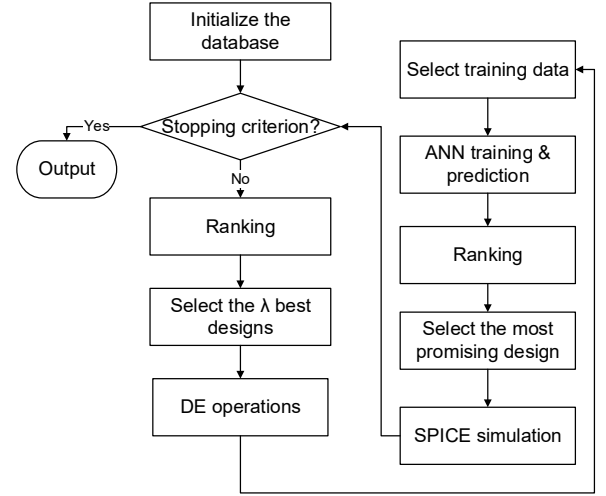 Initialize the
database
Stopping criterion?
Yes
Output
No
Ranking
Select the λ best
designs
DE operations
Select training data
ANN training &
prediction
Ranking
Select the most
promising design
SPICE simulation